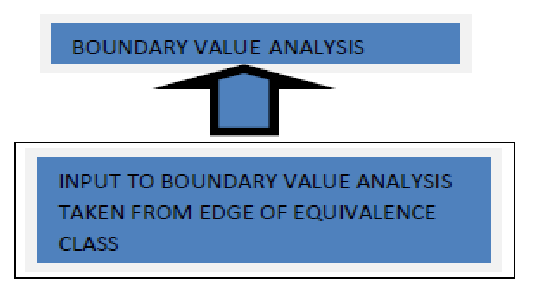 BOUNDARY VALUE ANALYSIS
INPUT TO BOUNDARY VALUE ANALYSIS
TAKEN FROM EDGE OF EQUIVALENCE
CLASS